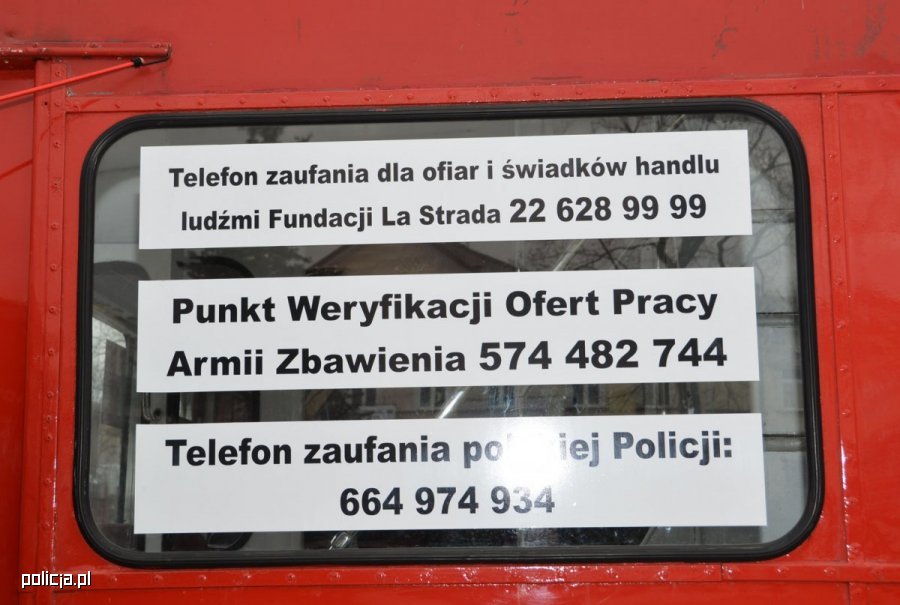 Telefon zaufania dla ofiar i świadków handlu
ludźmi Fundacji La Strada 22 628 99 99
Punkt Weryfikacji Ofert Pracy
Armii Zbawienia 574 482 744
Telefon zaufania polskiej Policji:
664 974 934
policja.pl